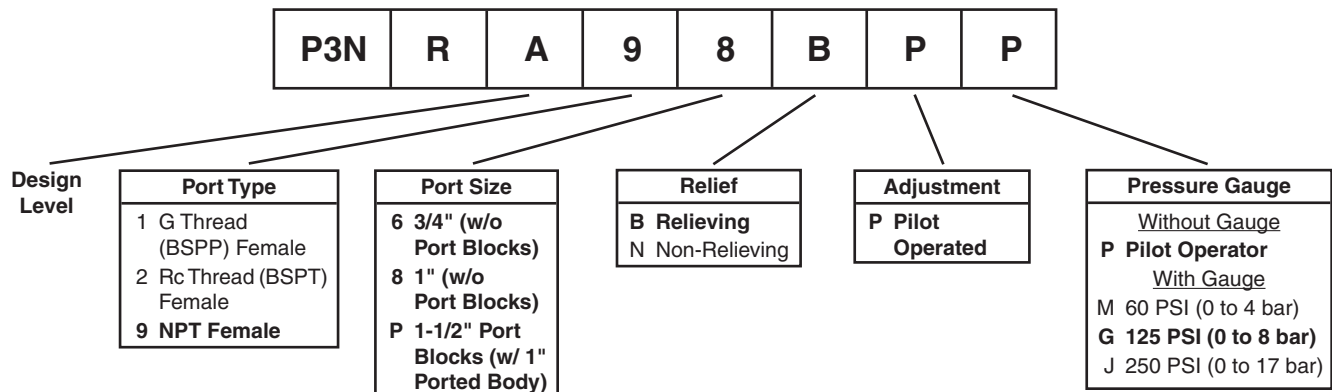 P3N R A 9 8 B P P
Design
Level
Port Type
1 G Thread
(BSPP) Female
2 Rc Thread (BSPT)
Female
9 NPT Female
Port Size
6 3/4" (w/o
Port Blocks)
8 1" (w/o
Port Blocks)
P 1-1/2" Port
Blocks (w/ 1"
Ported Body)
Relief
B Relieving
N Non-Relieving
Adjustment
P Pilot
Operated
Pressure Gauge
Without Gauge
P Pilot Operator
With Gauge
M 60 PSI (0 to 4 bar)
G 125 PSI (0 to 8 bar)
J 250 PSI (0 to 17 bar)